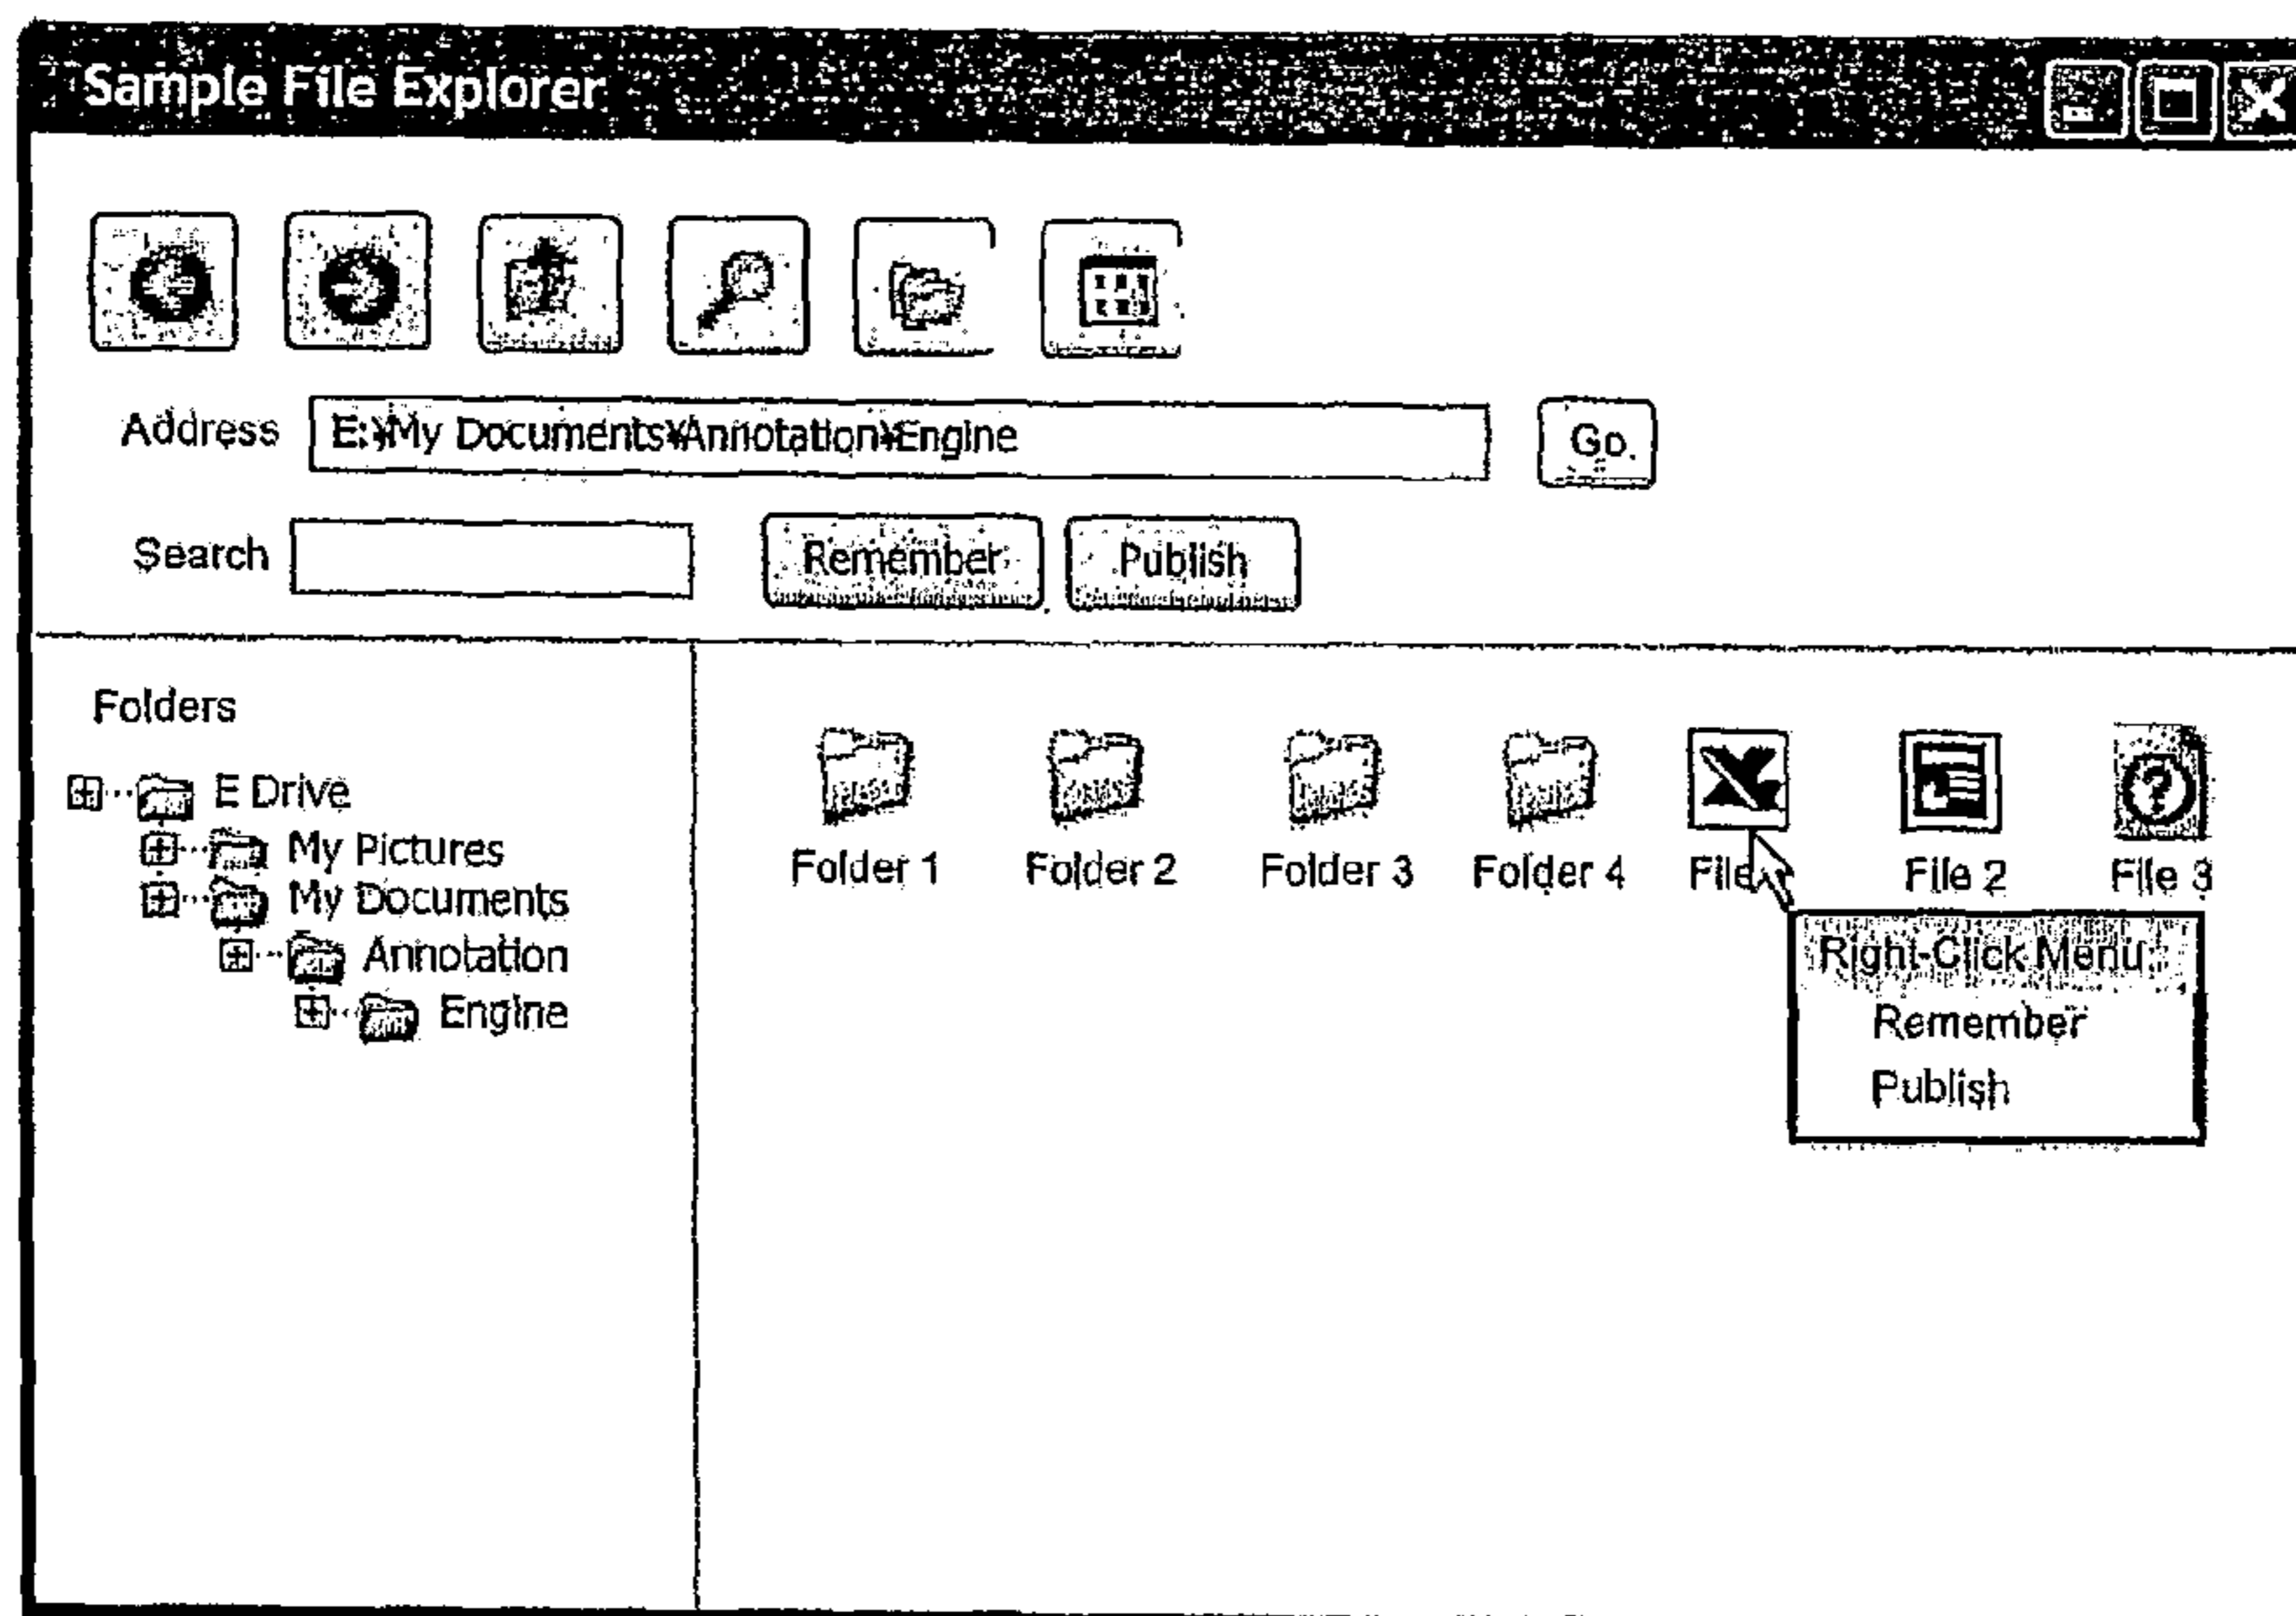 Sample File Explorer
Address E:¥My Documents¥Annotation¥Engine Go
Search Remember Publish
Folders
E Drive
My Pictures
My Documents
Annotation
Engine
Folder 1 Folder 2 Folder 3 Folder 4 File File 2 File 3
Right-Click Menu
Remember
Publish